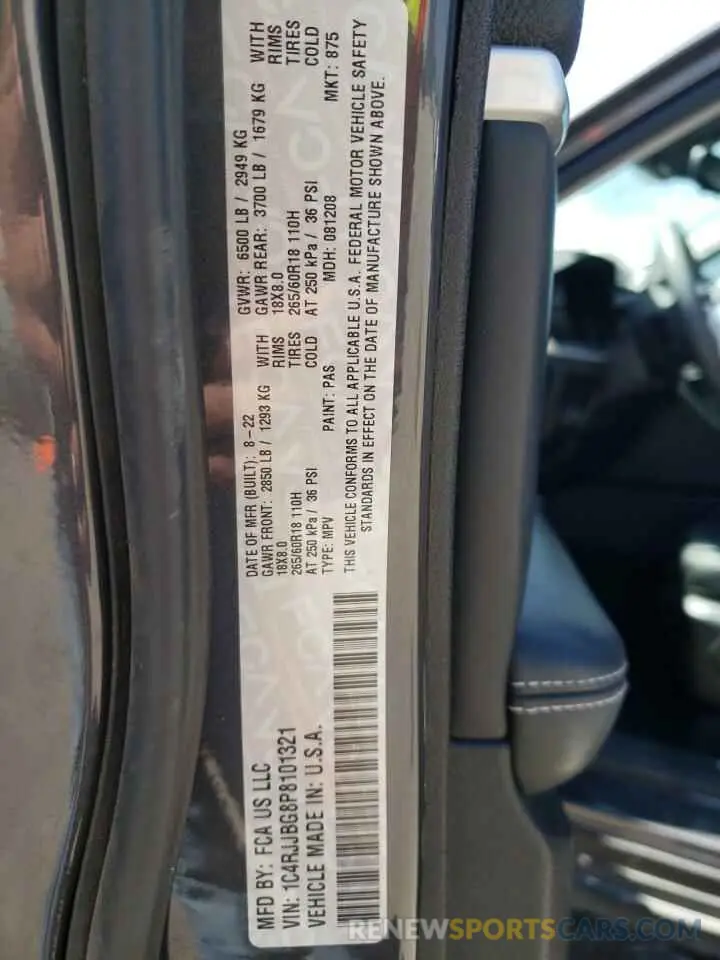 MFD BY: FCA US LLC
VIN: 1C4RJJBG8P8101321
VEHICLE MADE IN: U.S.A.
DATE OF MFR (BUILT): 8-22 GVWR: 6500 LB / 2949 KG
GAWR FRONT: 2850 LB / 1293 KG WITH GAWR REAR: 3700 LB / 1679 KG WITH
18X8.0 RIMS 18X8.0 RIMS
265/60R18 110H TIRES 265/60R18 110H TIRES
AT 250 kPa / 36 PSI COLD AT 250 kPa / 36 PSI COLD
TYPE: MPV PAINT: PAS MDH: 081208 MKT: 875
THIS VEHICLE CONFORMS TO ALL APPLICABLE U.S.A. FEDERAL MOTOR VEHICLE SAFETY
STANDARDS IN EFFECT ON THE DATE OF MANUFACTURE SHOWN ABOVE.
RENEWSPORTSCARS.COM